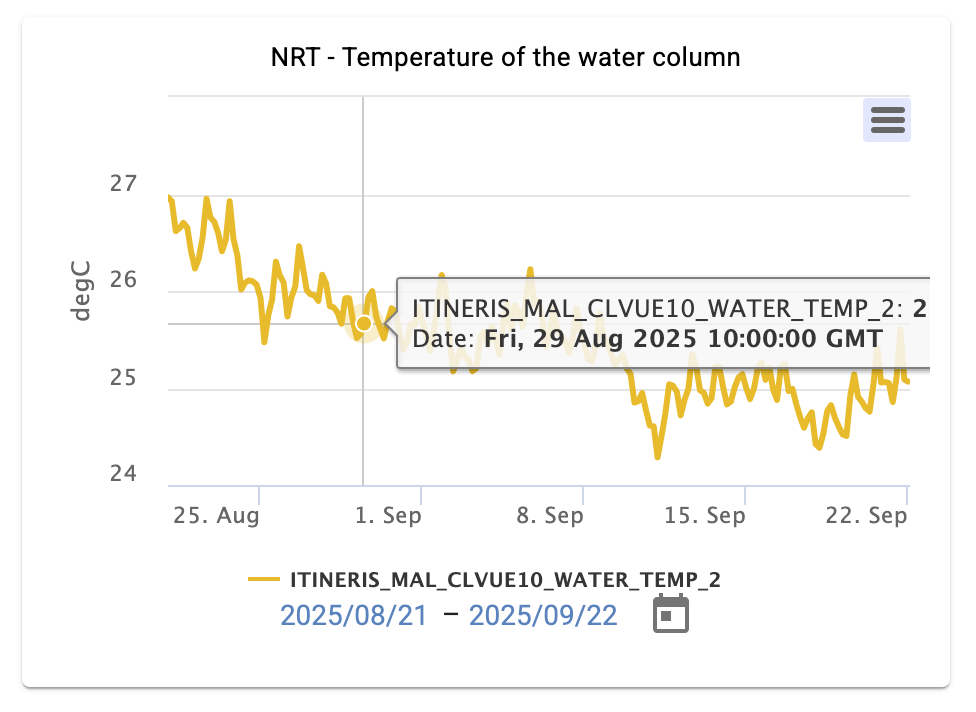 NRT - Temperature of the water column
27
26
25
24
degC
ITINERIS_MAL_CLVUE10_WATER_TEMP_2: 2
Date: Fri, 29 Aug 2025 10:00:00 GMT
25. Aug 1. Sep 8. Sep 15. Sep 22. Sep
ITINERIS_MAL_CLVUE10_WATER_TEMP_2
2025/08/21 – 2025/09/22